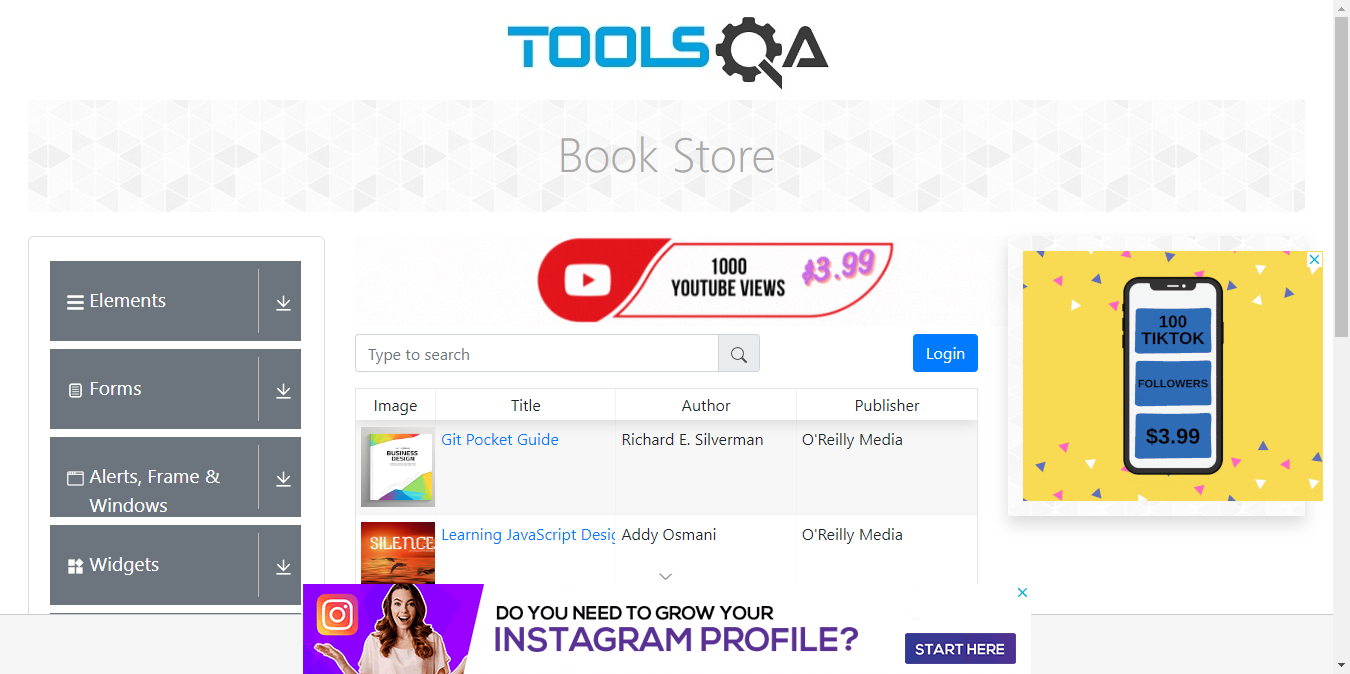 TOOLSQA
Book Store
Elements
Forms
Alerts, Frame &
Windows
Widgets
1000
YOUTUBE VIEWS
$3.99
Type to search
Login
Image Title Author Publisher
BUSINESS
DESIGN
Git Pocket Guide Richard E. Silverman O'Reilly Media
SILENCE
Learning JavaScript Desig Addy Osmani O'Reilly Media
100
TIKTOK
FOLLOWERS
$3.99
DO YOU NEED TO GROW YOUR
INSTAGRAM PROFILE?
START HERE